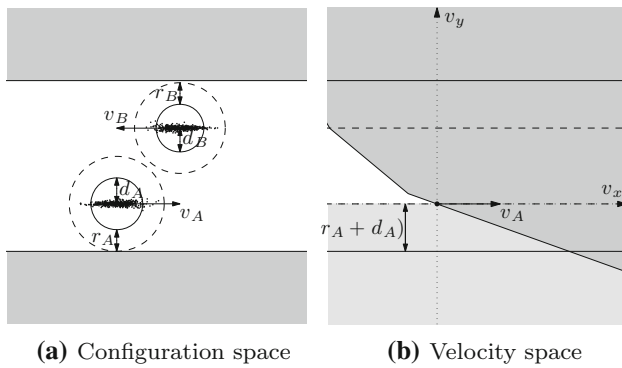 r_B
v_B
d_B
d_A
v_A
r_A
v_y
v_x
v_A
r_A + d_A)
(a) Configuration space
(b) Velocity space